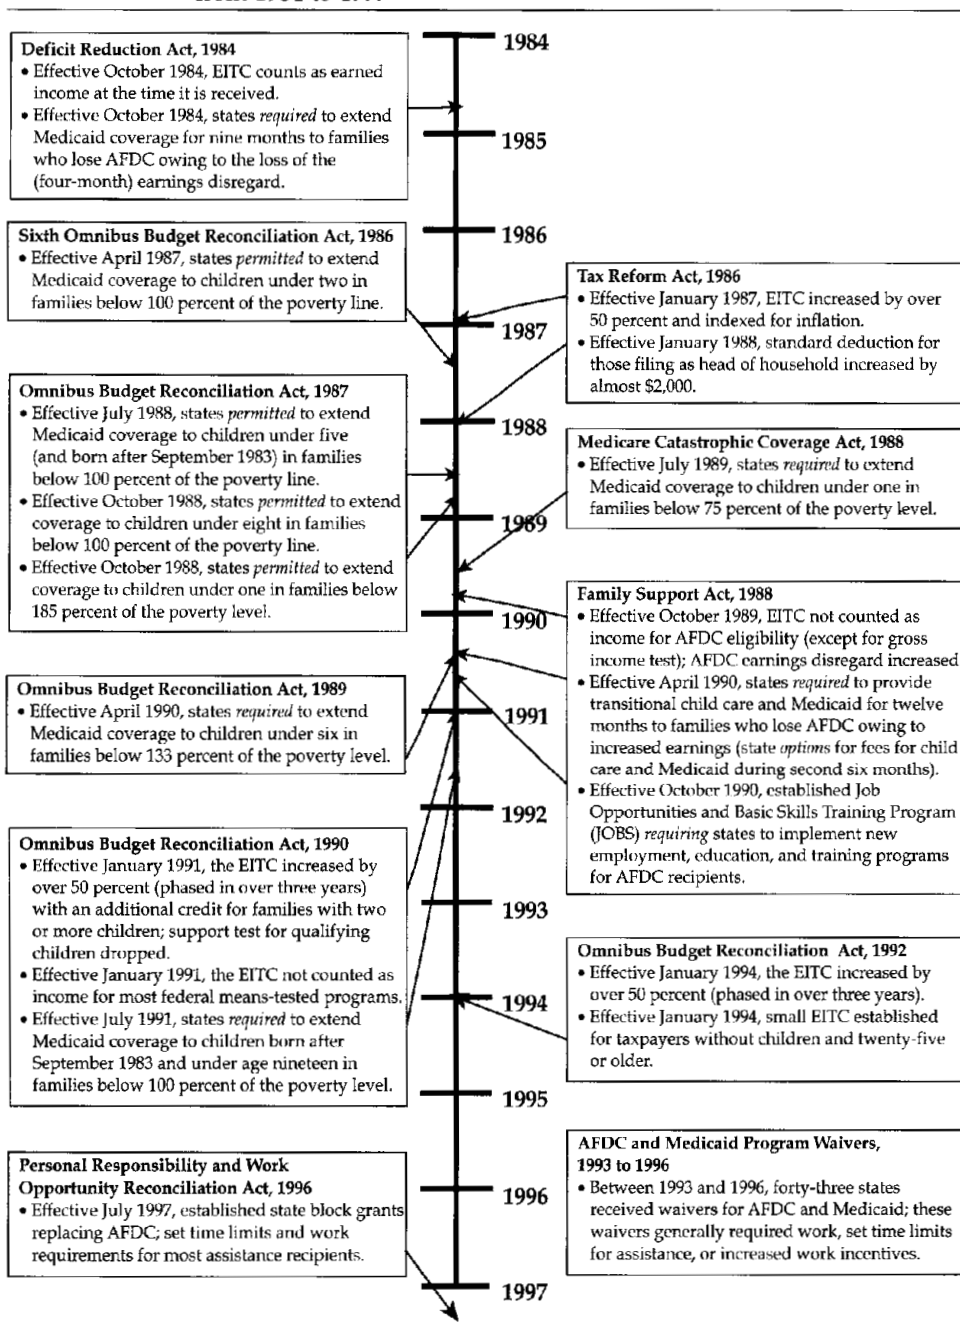 1984
Deficit Reduction Act, 1984
• Effective October 1984, EITC counts as earned
income at the time it is received.
• Effective October 1984, states required to extend
Medicaid coverage for nine months to families
who lose AFDC owing to the loss of the
(four-month) earnings disregard.
1985
1986
Sixth Omnibus Budget Reconciliation Act, 1986
• Effective April 1987, states permitted to extend
Medicaid coverage to children under two in
families below 100 percent of the poverty line.
Tax Reform Act, 1986
• Effective January 1987, EITC increased by over
50 percent and indexed for inflation.
• Effective January 1988, standard deduction for
those filing as head of household increased by
almost $2,000.
1987
Omnibus Budget Reconciliation Act, 1987
• Effective July 1988, states permitted to extend
Medicaid coverage to children under five
(and born after September 1983) in families
below 100 percent of the poverty line.
• Effective October 1988, states permitted to extend
coverage to children under eight in families
below 100 percent of the poverty line.
• Effective October 1988, states permitted to extend
coverage to children under one in families below
185 percent of the poverty level.
1988
Medicare Catastrophic Coverage Act, 1988
• Effective July 1989, states required to extend
Medicaid coverage to children under one in
families below 75 percent of the poverty level.
1989
Family Support Act, 1988
• Effective October 1989, EITC not counted as
income for AFDC eligibility (except for gross
income test); AFDC earnings disregard increased
• Effective April 1990, states required to provide
transitional child care and Medicaid for twelve
months to families who lose AFDC owing to
increased earnings (state options for fees for child
care and Medicaid during second six months).
• Effective October 1990, established Job
Opportunities and Basic Skills Training Program
(JOBS) requiring states to implement new
employment, education, and training programs
for AFDC recipients.
1990
Omnibus Budget Reconciliation Act, 1989
• Effective April 1990, states required to extend
Medicaid coverage to children under six in
families below 133 percent of the poverty level.
1991
1992
Omnibus Budget Reconciliation Act, 1990
• Effective January 1991, the EITC increased by
over 50 percent (phased in over three years)
with an additional credit for families with two
or more children; support test for qualifying
children dropped.
• Effective January 1991, the EITC not counted as
income for most federal means-tested programs.
• Effective July 1991, states required to extend
Medicaid coverage to children born after
September 1983 and under age nineteen in
families below 100 percent of the poverty level.
1993
Omnibus Budget Reconciliation Act, 1992
• Effective January 1994, the EITC increased by
over 50 percent (phased in over three years).
• Effective January 1994, small EITC established
for taxpayers without children and twenty-five
or older.
1994
1995
AFDC and Medicaid Program Waivers,
1993 to 1996
• Between 1993 and 1996, forty-three states
received waivers for AFDC and Medicaid; these
waivers generally required work, set time limits
for assistance, or increased work incentives.
Personal Responsibility and Work
Opportunity Reconciliation Act, 1996
• Effective July 1997, established state block grants
replacing AFDC; set time limits and work
requirements for most assistance recipients.
1996
1997